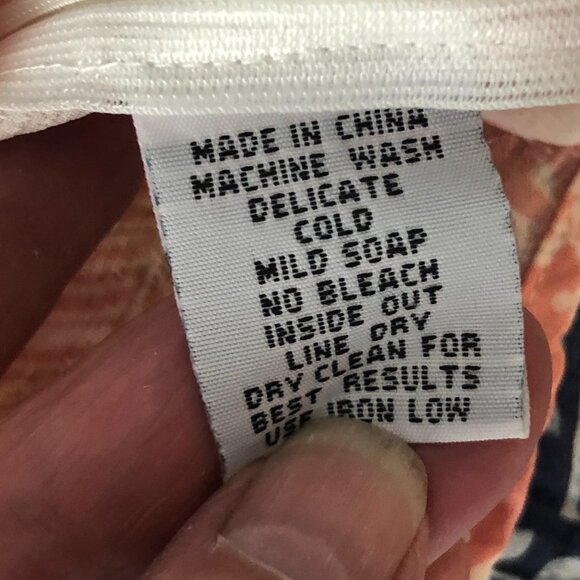 MADE IN CHINA
MACHINE WASH
DELICATE
COLD
MILD SOAP
NO BLEACH
INSIDE OUT
LINE DRY
DRY CLEAN FOR
BEST RESULTS
USE IRON LOW